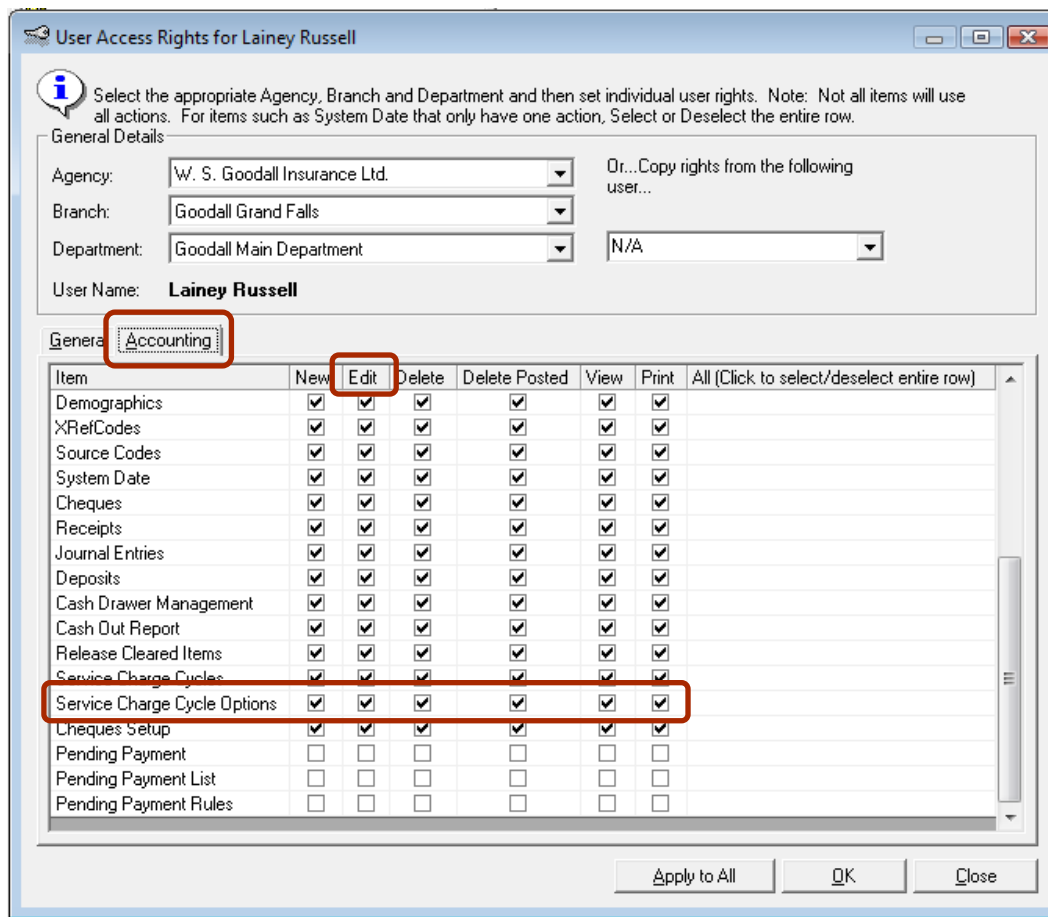 User Access Rights for Lainey Russell
i
Select the appropriate Agency, Branch and Department and then set individual user rights. Note: Not all items will use
all actions. For items such as System Date that only have one action, Select or Deselect the entire row.
General Details
Agency: W. S. Goodall Insurance Ltd. Or...Copy rights from the following
user...
Branch: Goodall Grand Falls
Department: Goodall Main Department N/A
User Name: Lainey Russell
General Accounting
Item New Edit Delete Delete Posted View Print All (Click to select/deselect entire row)
Demographics
XRefCodes
Source Codes
System Date
Cheques
Receipts
Journal Entries
Deposits
Cash Drawer Management
Cash Out Report
Release Cleared Items
Service Charge Cycles
Service Charge Cycle Options
Cheques Setup
Pending Payment
Pending Payment List
Pending Payment Rules
Apply to All OK Close